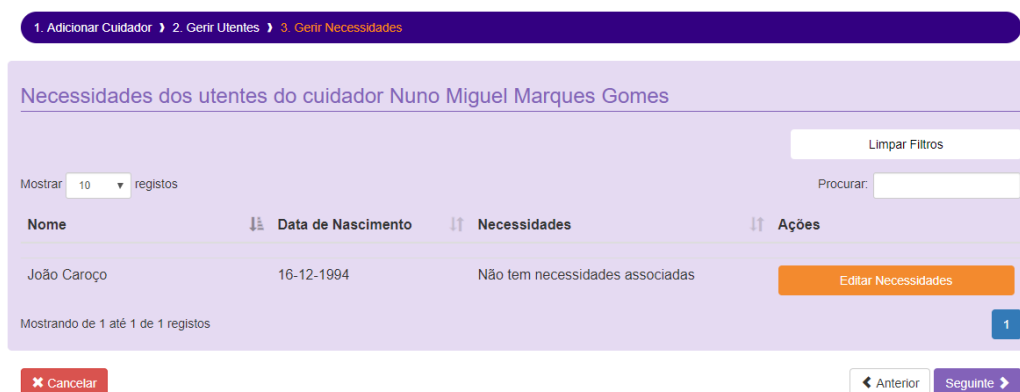 1. Adicionar Cuidador ❱ 2. Gerir Utentes ❱ 3. Gerir Necessidades
Necessidades dos utentes do cuidador Nuno Miguel Marques Gomes
Limpar Filtros
Mostrar 10 registos Procurar:
Nome Data de Nascimento Necessidades Ações
João Caroço 16-12-1994 Não tem necessidades associadas Editar Necessidades
Mostrando de 1 até 1 de 1 registos 1
✖ Cancelar ❮ Anterior Seguinte ❯